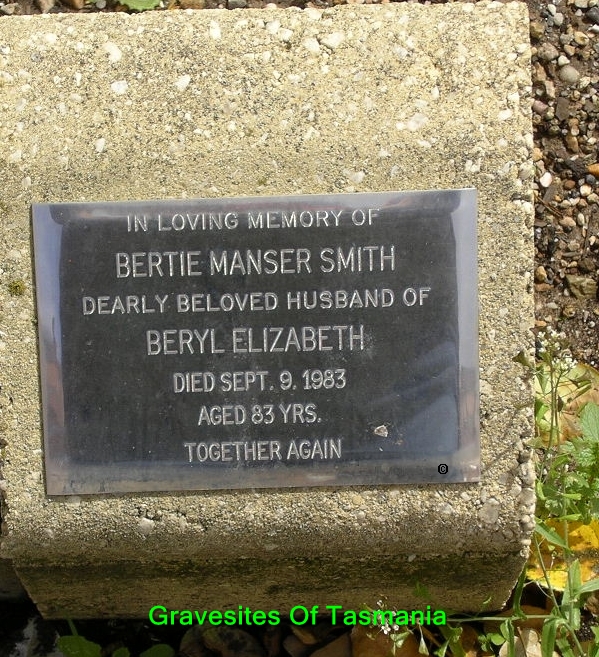 IN LOVING MEMORY OF
BERTIE MANSER SMITH
DEARLY BELOVED HUSBAND OF
BERYL ELIZABETH
DIED SEPT. 9. 1983
AGED 83 YRS.
TOGETHER AGAIN
©
Gravesites Of Tasmania